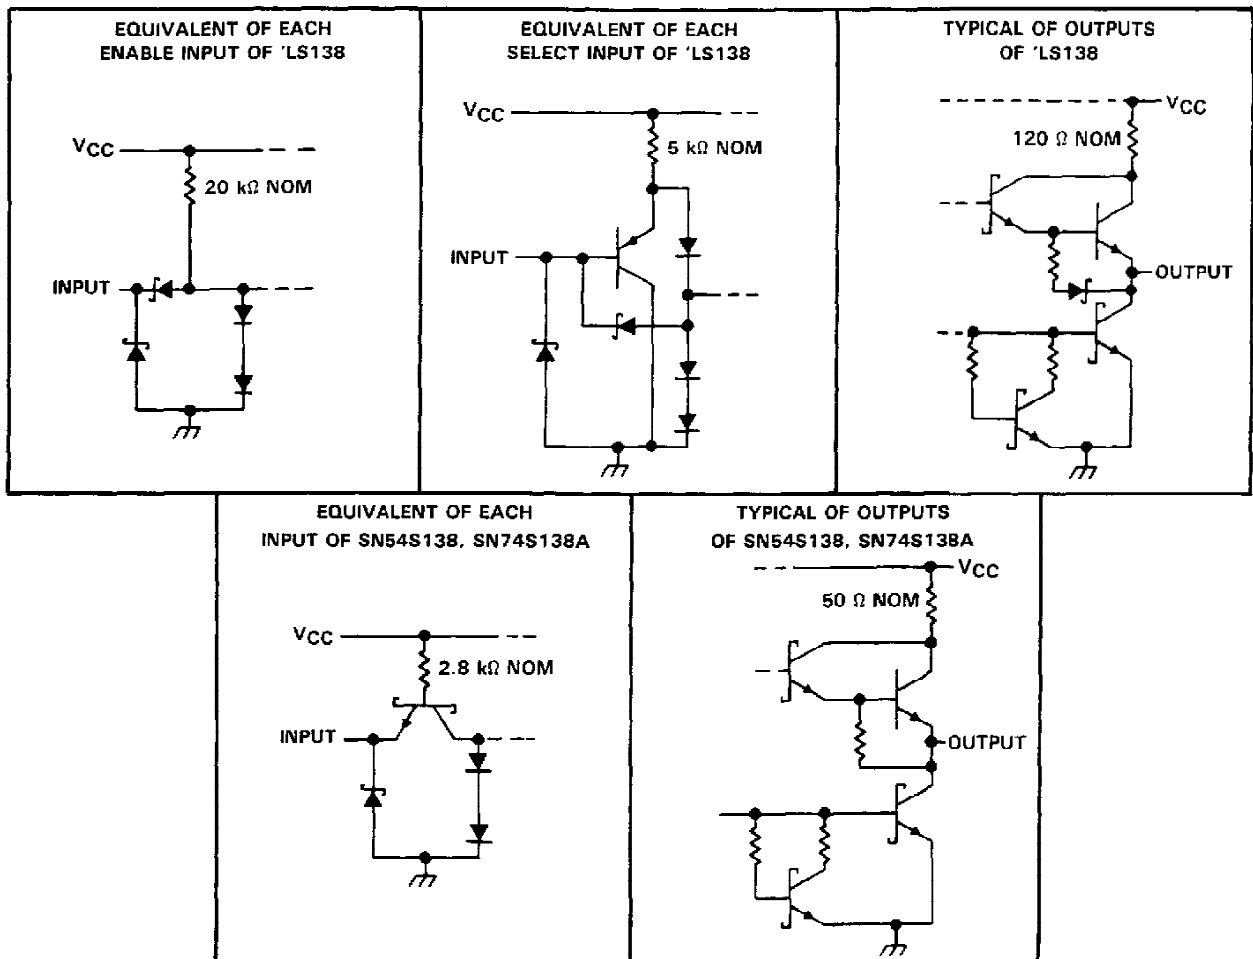 EQUIVALENT OF EACH
ENABLE INPUT OF 'LS138
VCC
20 kΩ NOM
INPUT
EQUIVALENT OF EACH
SELECT INPUT OF 'LS138
VCC
5 kΩ NOM
INPUT
TYPICAL OF OUTPUTS
OF 'LS138
VCC
120 Ω NOM
OUTPUT
EQUIVALENT OF EACH
INPUT OF SN54S138, SN74S138A
VCC
2.8 kΩ NOM
INPUT
TYPICAL OF OUTPUTS
OF SN54S138, SN74S138A
VCC
50 Ω NOM
OUTPUT